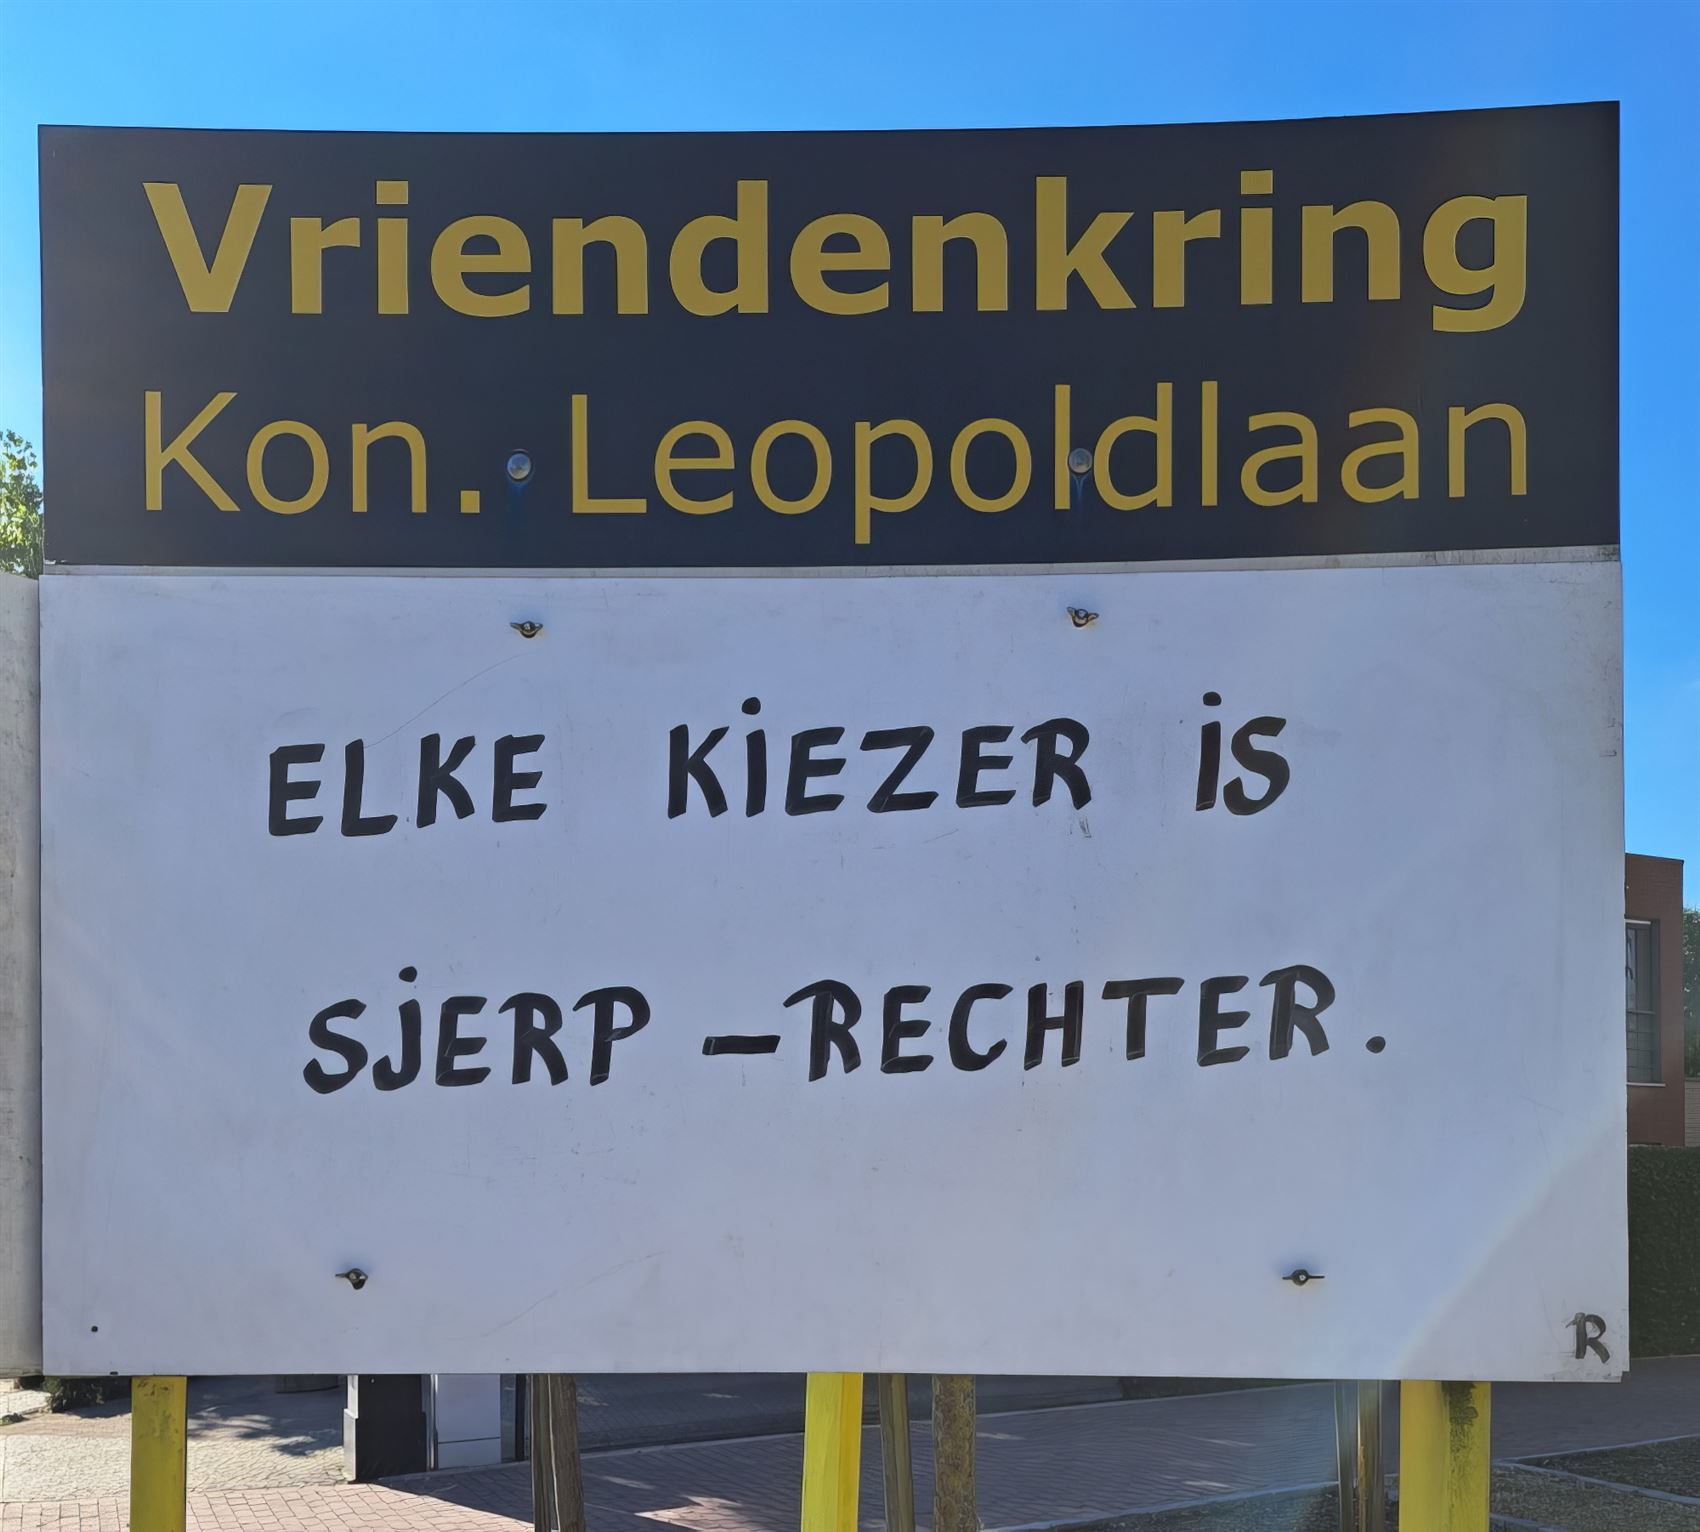 Vriendenkring
Kon. Leopoldlaan
ELKE KiEZER iS
SjERP-RECHTER.
R